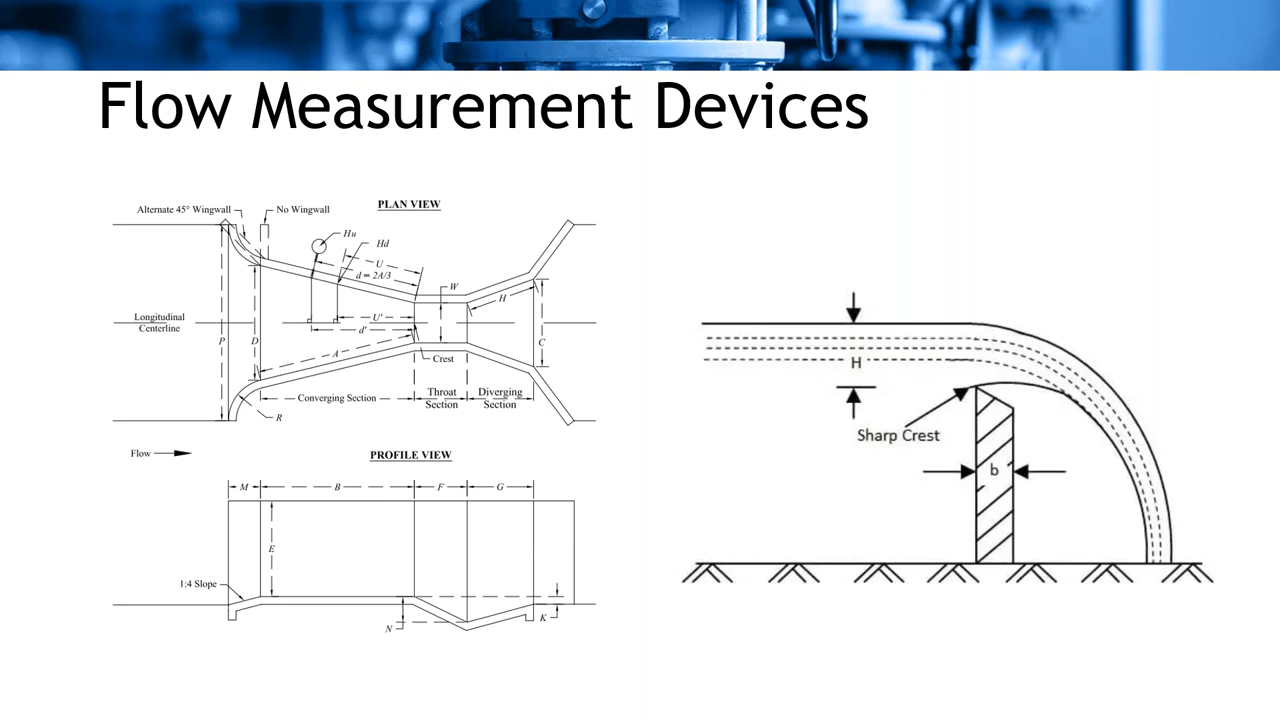 Flow Measurement Devices
PLAN VIEW
Alternate 45° Wingwall
No Wingwall
Hu
Hd
U
d = 2A/3
W
H
Longitudinal
Centerline
P
D
U'
d'
C
A
Crest
Converging Section
Throat
Section
Diverging
Section
R
Flow
PROFILE VIEW
M
B
F
G
E
1:4 Slope
N
K
H
Sharp Crest
b